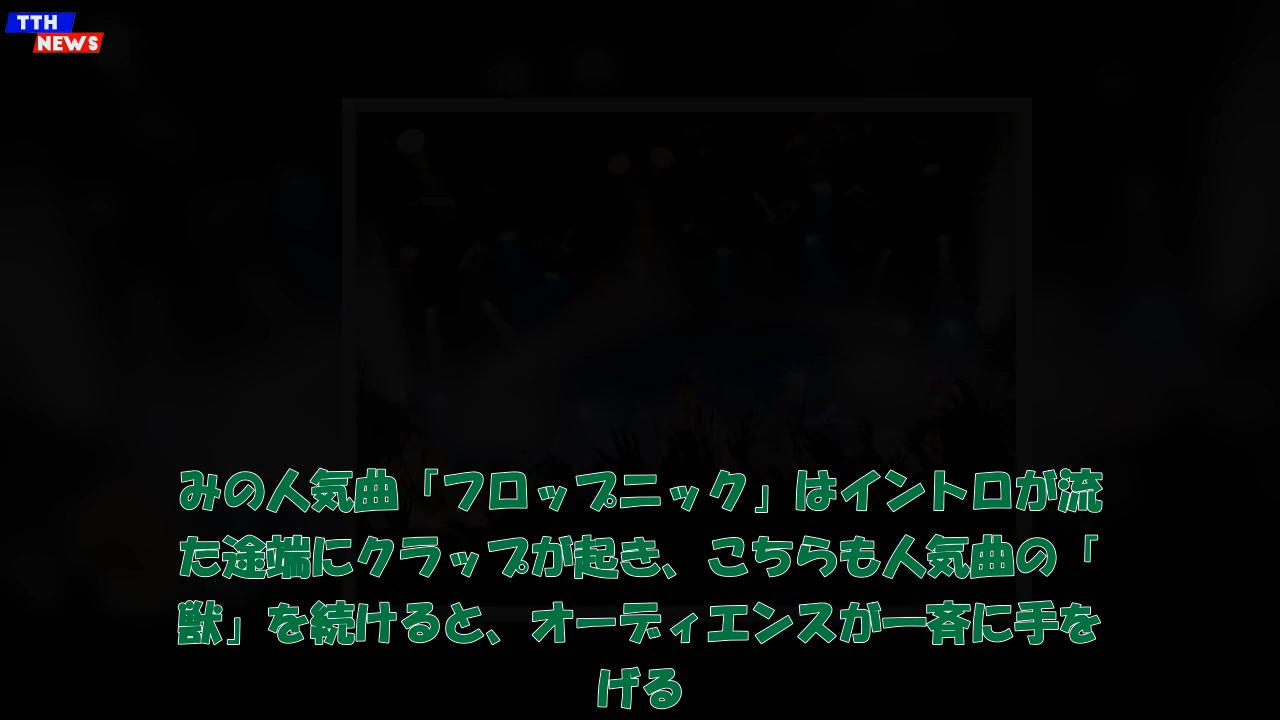 TTH
NEWS
みの人気曲「フロップニック」はイントロが流
た途端にクラップが起き、こちらも人気曲の「
獣」を続けると、オーディエンスが一斉に手を
げる